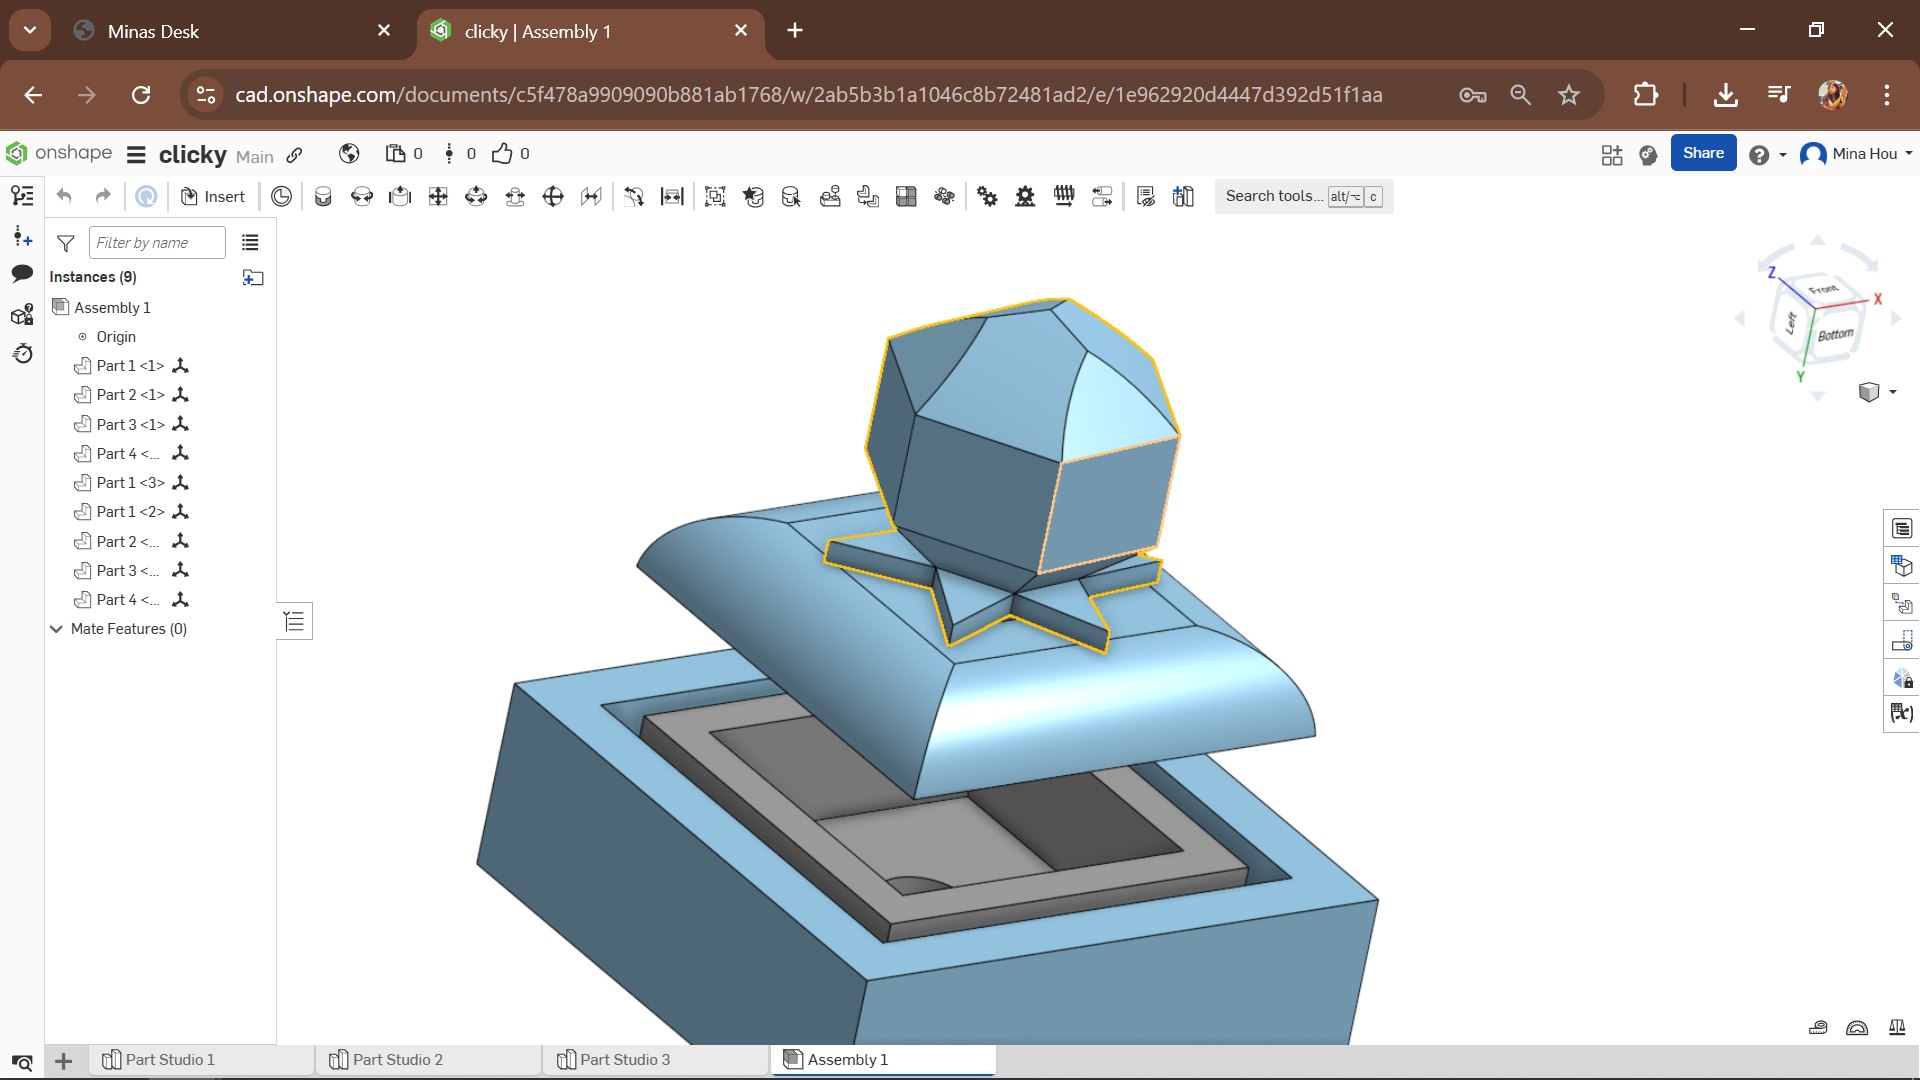 Minas Desk
clicky | Assembly 1
cad.onshape.com/documents/c5f478a9909090b881ab1768/w/2ab5b3b1a1046c8b72481ad2/e/1e962920d4447d392d51f1aa
onshape
clicky Main
0 0 0
Share
Mina Hou
Insert
Search tools... alt/⌥ c
Filter by name
Instances (9)
Assembly 1
Origin
Part 1 <1>
Part 2 <1>
Part 3 <1>
Part 4 <...
Part 1 <3>
Part 1 <2>
Part 2 <...
Part 3 <...
Part 4 <...
Mate Features (0)
Z
Front
X
Left
Bottom
Y
(x)
Part Studio 1
Part Studio 2
Part Studio 3
Assembly 1